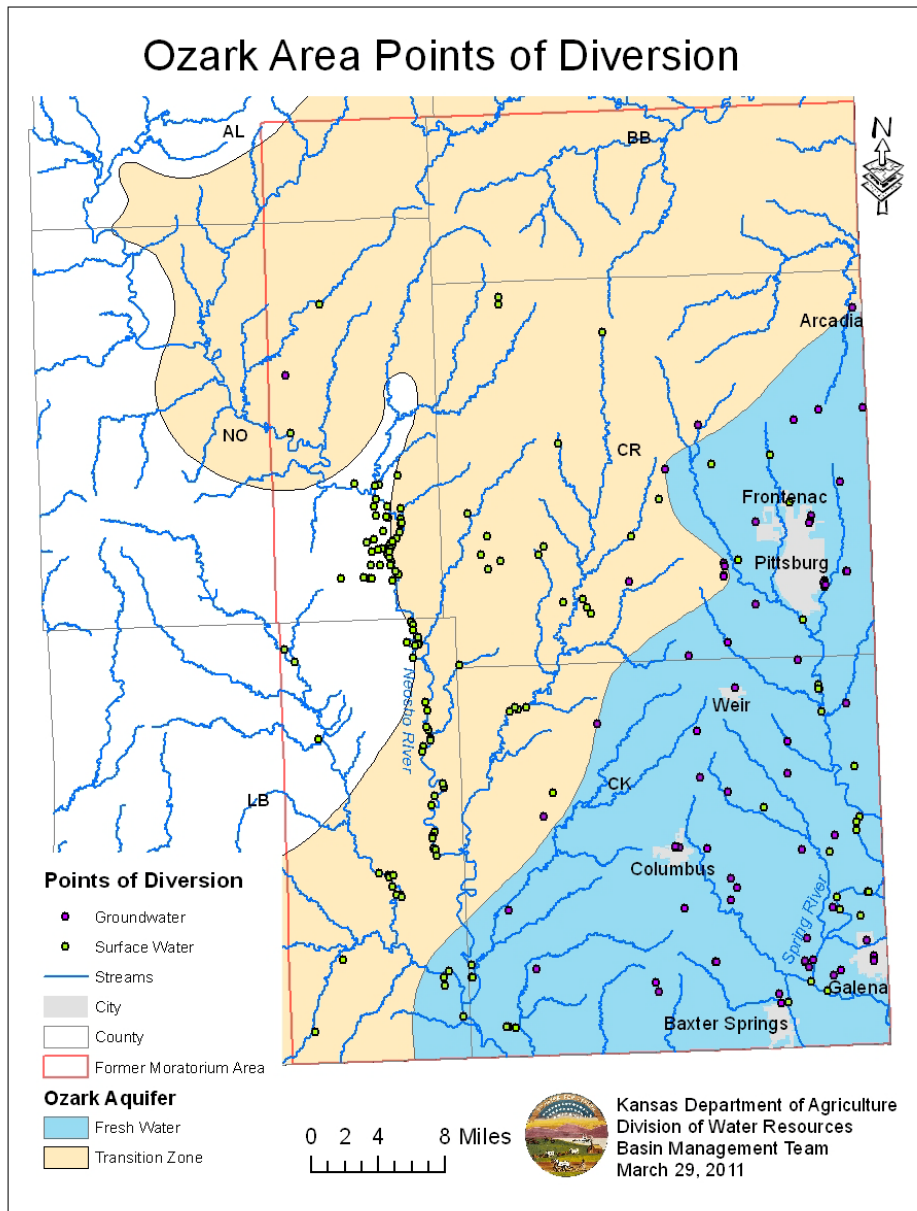 Ozark Area Points of Diversion
AL
BB
N
Arcadia
NO
CR
Frontenac
Pittsburg
Neosho River
Weir
CK
LB
Columbus
Spring River
Galena
Baxter Springs
Points of Diversion
Groundwater
Surface Water
Streams
City
County
Former Moratorium Area
Ozark Aquifer
Fresh Water
Transition Zone
0 2 4 8 Miles
Kansas Department of Agriculture
Division of Water Resources
Basin Management Team
March 29, 2011